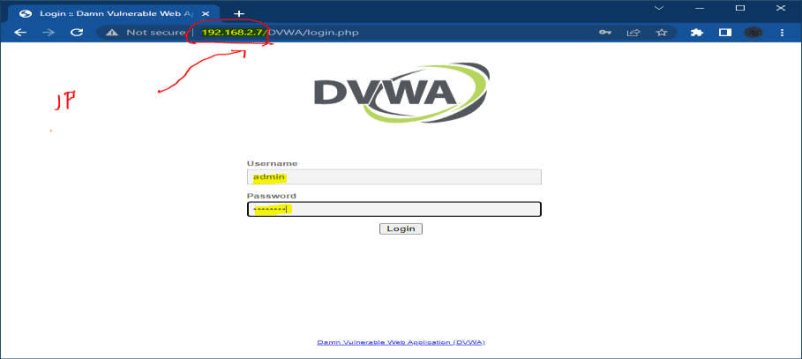 Login :: Damn Vulnerable Web Ap
Not secure | 192.168.2.7/DVWA/login.php
IP
DVWA
Username
admin
Password
--------
Login
Damn Vulnerable Web Application (DVWA)